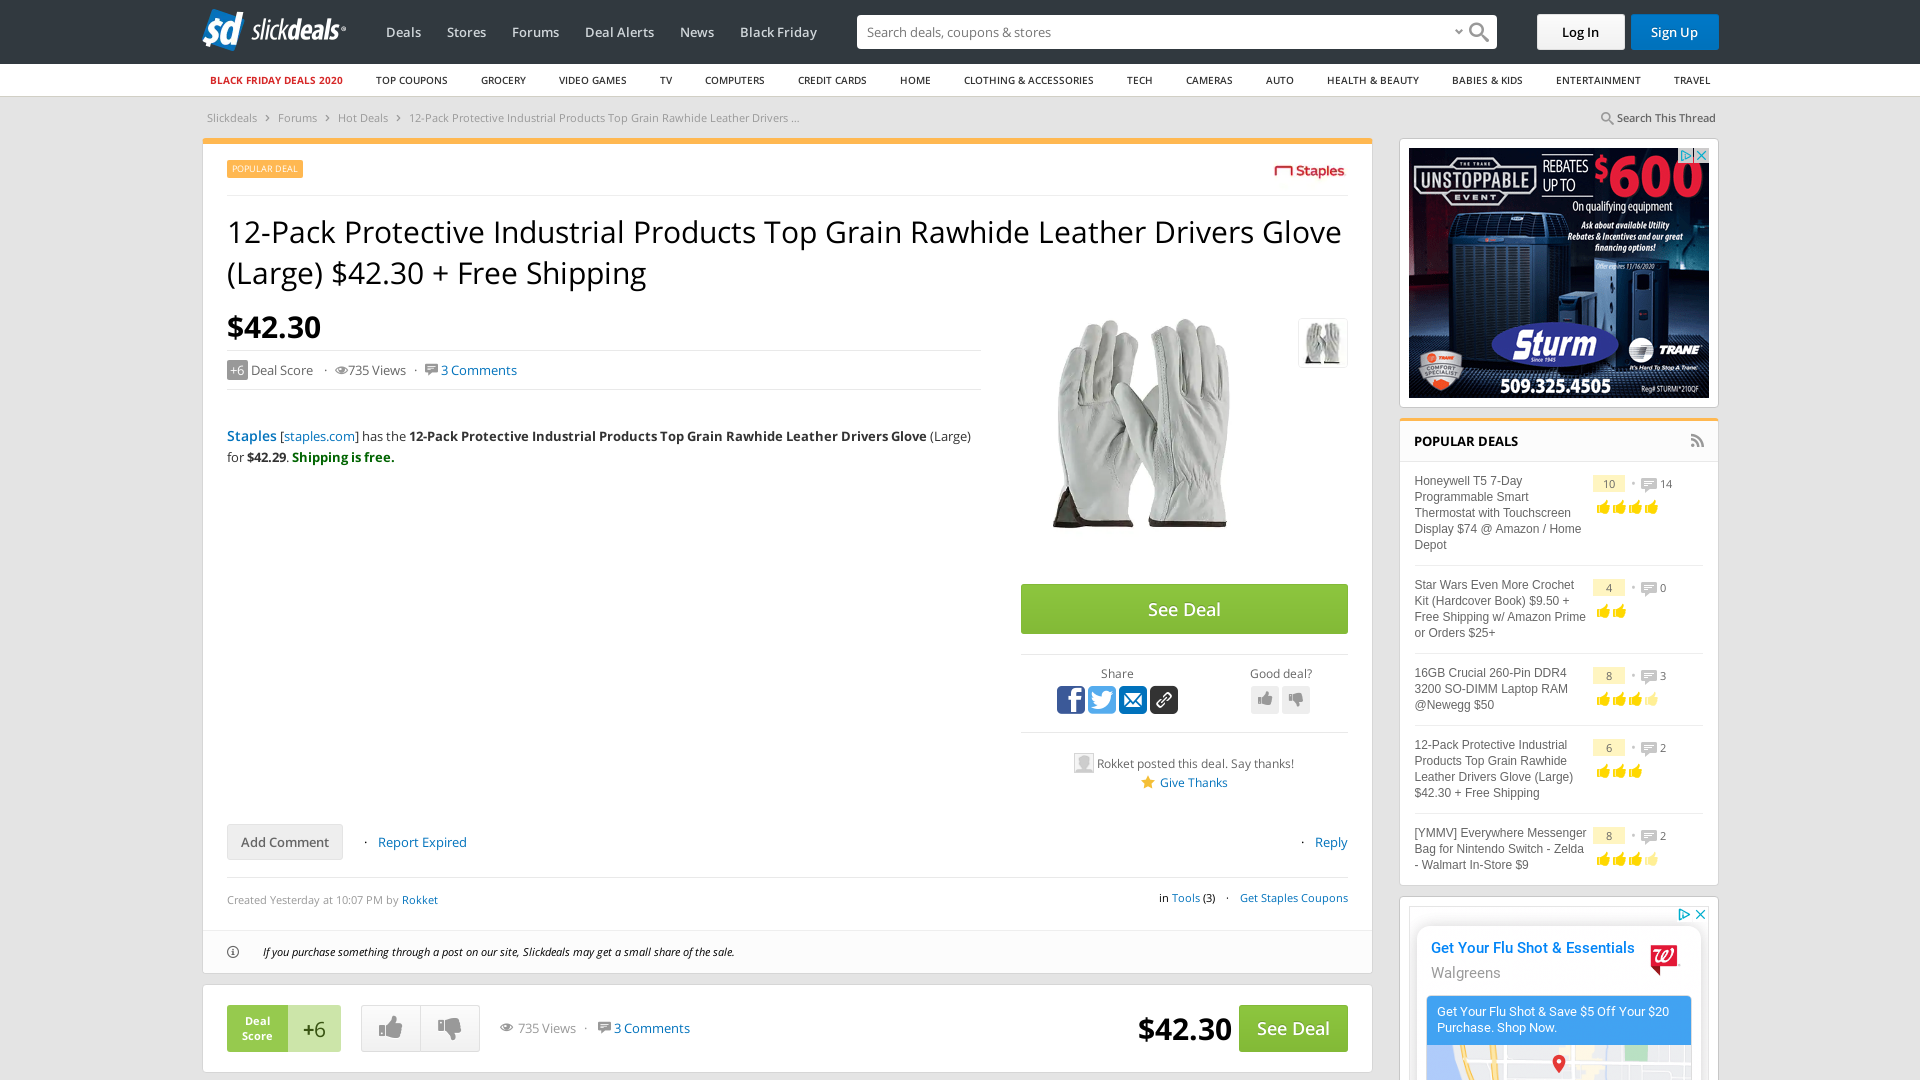 slickdeals
Deals
Stores
Forums
Deal Alerts
News
Black Friday
Search deals, coupons & shops
Log In
Sign Up
BLACK FRIDAY DEALS 2020
TOP COUPONS
GROCERY
VIDEO GAMES
TV
COMPUTERS
CREDIT CARDS
HOME
CLOTHING & ACCESSORIES
TECH
CAMERAS
AUTO
HEALTH & BEAUTY
BABIES & KIDS
ENTERTAINMENT
TRAVEL
Slickdeals > Forums > Hot Deals > 12-Pack Protective Industrial Products Top Grain Rawhide Leather Drivers ...
Search This Thread
POPULAR DEAL
Staples
12-Pack Protective Industrial Products Top Grain Rawhide Leather Drivers Glove
(Large) $42.30 + Free Shipping
$42.30
+6 Deal Score · 735 Views · 3 Comments
Staples [staples.com] has the 12-Pack Protective Industrial Products Top Grain Rawhide Leather Drivers Glove (Large)
for $42.29. Shipping is free.
See Deal
Share
Good deal?
Rokket posted this deal. Say thanks!
Give Thanks
Add Comment · Report Expired
· Reply
Created Yesterday at 10:07 PM by Rokket
in Tools (3) · Get Staples Coupons
If you purchase something through a post on our site, Slickdeals may get a small share of the sale.
Deal
Score
+6
735 Views · 3 Comments
$42.30
See Deal
THE TRANE
UNSTOPPABLE
EVENT
REBATES
UP TO
$600
On qualifying equipment
Ask about available Utility
Rebates & Incentives and our great
financing options!
Offer expires 11/16/2020
Sturm
Since 1945
TRANE
COMFORT
SPECIALIST
TRANE
It's Hard To Stop A Trane.
509.325.4505
Reg# STURMI*210QF
POPULAR DEALS
Honeywell T5 7-Day
Programmable Smart
Thermostat with Touchscreen
Display $74 @ Amazon / Home
Depot
10 · 14
Star Wars Even More Crochet
Kit (Hardcover Book) $9.50 +
Free Shipping w/ Amazon Prime
or Orders $25+
4 · 0
16GB Crucial 260-Pin DDR4
3200 SO-DIMM Laptop RAM
@Newegg $50
8 · 3
12-Pack Protective Industrial
Products Top Grain Rawhide
Leather Drivers Glove (Large)
$42.30 + Free Shipping
6 · 2
[YMMV] Everywhere Messenger
Bag for Nintendo Switch - Zelda
- Walmart In-Store $9
8 · 2
Get Your Flu Shot & Essentials
Walgreens
Get Your Flu Shot & Save $5 Off Your $20
Purchase. Shop Now.